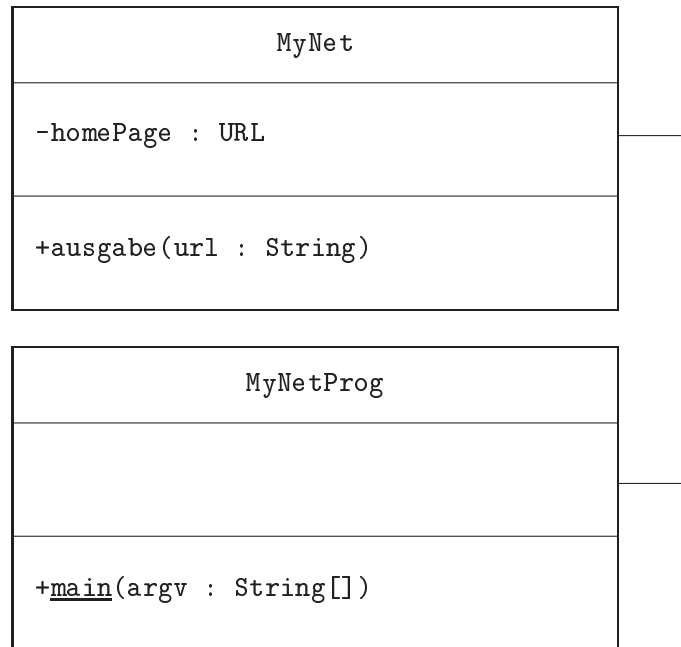 MyNet
-homePage : URL
+ausgabe(url : String)
MyNetProg
+main(argv : String[])